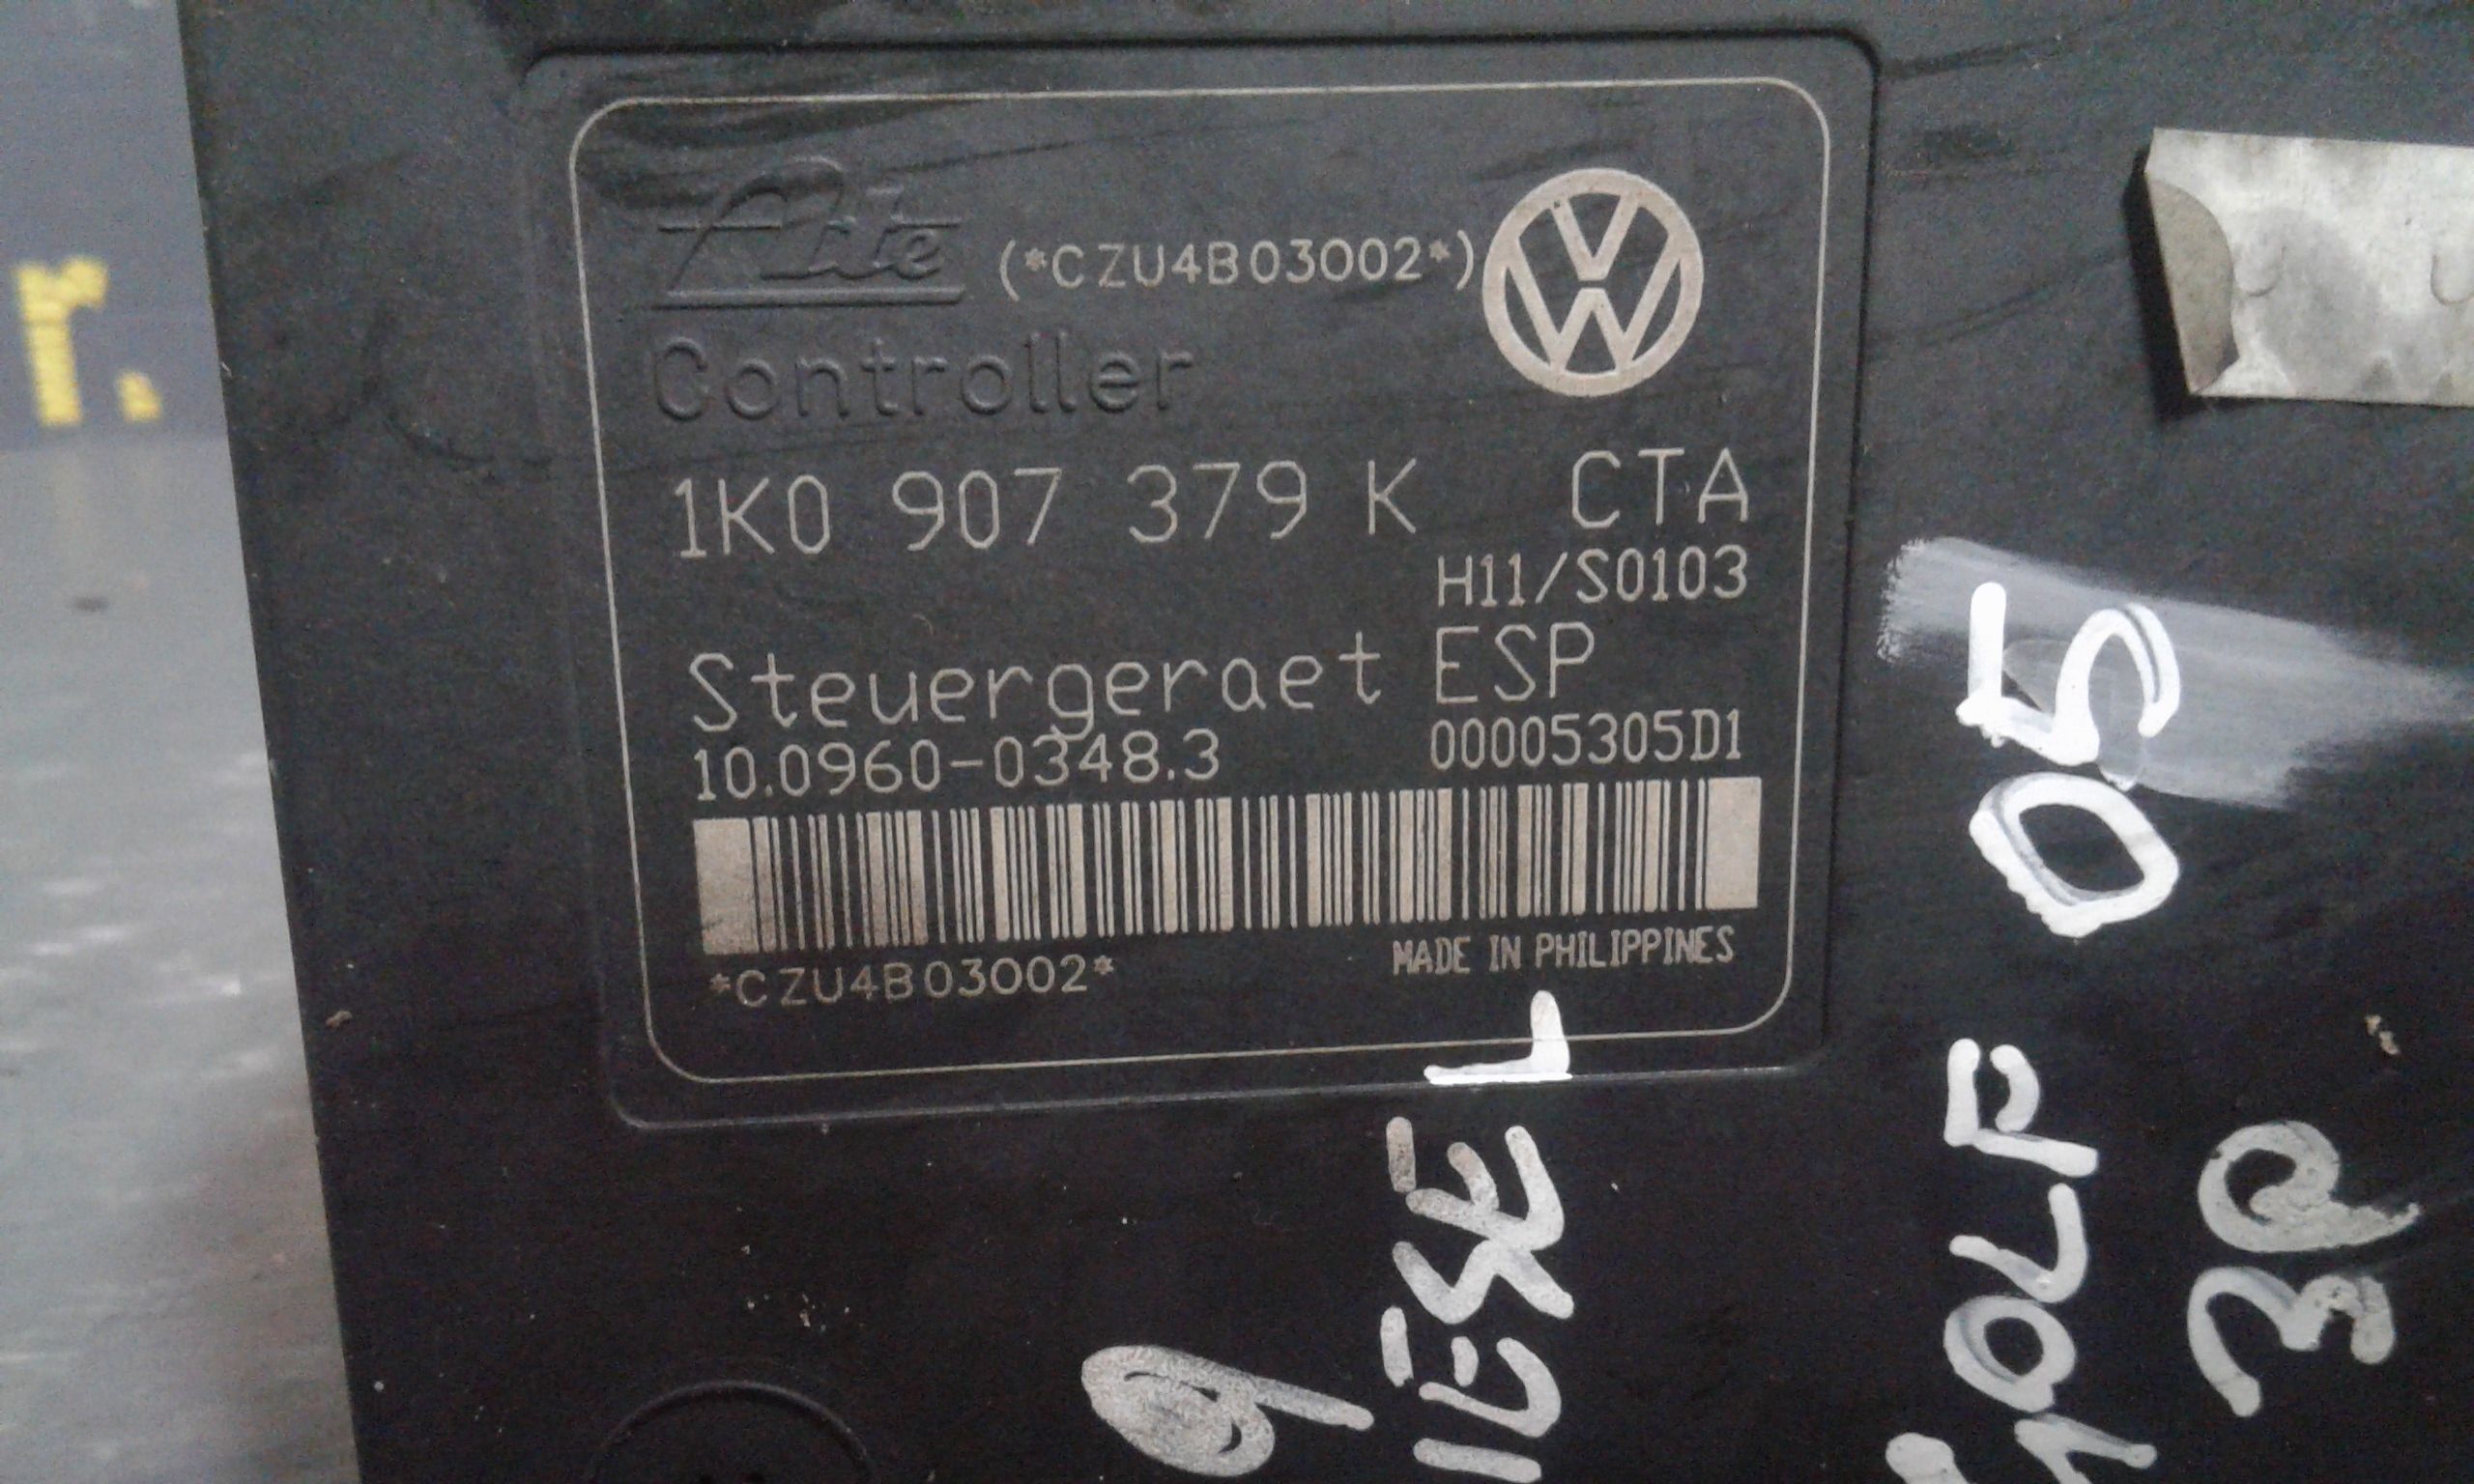 Ate (*CZU4B03002*)
Controller
1K0 907 379 K CTA
H11/S0103
Steuergeraet ESP
10.0960-0348.3 00005305D1
*CZU4B03002* MADE IN PHILIPPINES
GOLF 05
r.